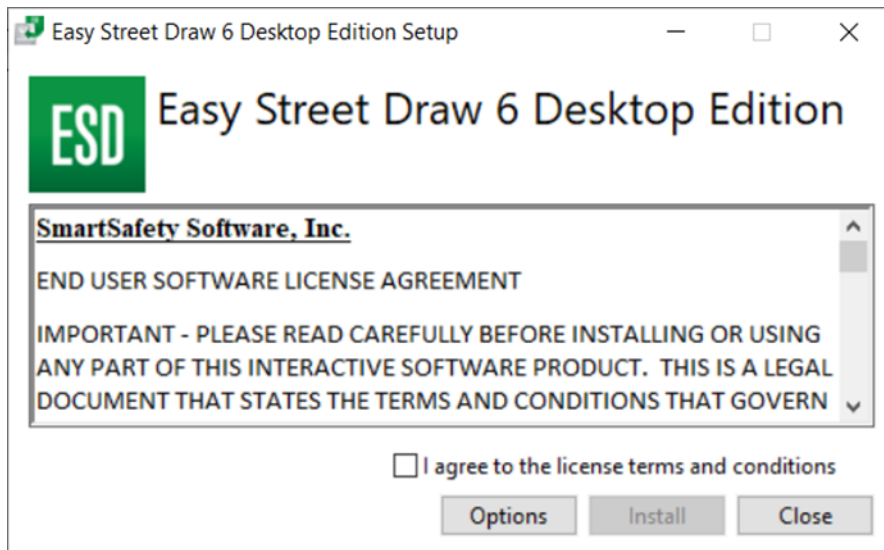 Easy Street Draw 6 Desktop Edition Setup
ESD
Easy Street Draw 6 Desktop Edition
SmartSafety Software, Inc.
END USER SOFTWARE LICENSE AGREEMENT
IMPORTANT - PLEASE READ CAREFULLY BEFORE INSTALLING OR USING
ANY PART OF THIS INTERACTIVE SOFTWARE PRODUCT.  THIS IS A LEGAL
DOCUMENT THAT STATES THE TERMS AND CONDITIONS THAT GOVERN
I agree to the license terms and conditions
Options
Install
Close